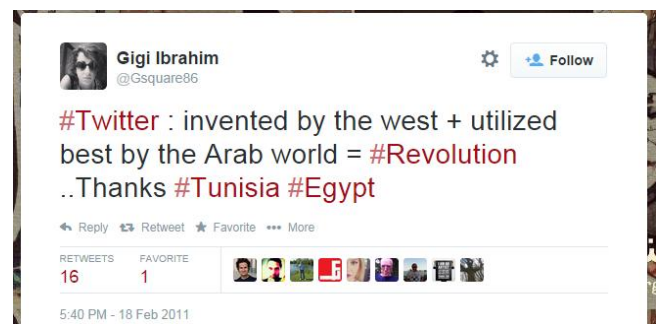 Gigi Ibrahim
@Gsquare86
Follow
#Twitter : invented by the west + utilized
best by the Arab world = #Revolution
..Thanks #Tunisia #Egypt
Reply Retweet Favorite More
RETWEETS FAVORITE
16 1
5:40 PM - 18 Feb 2011